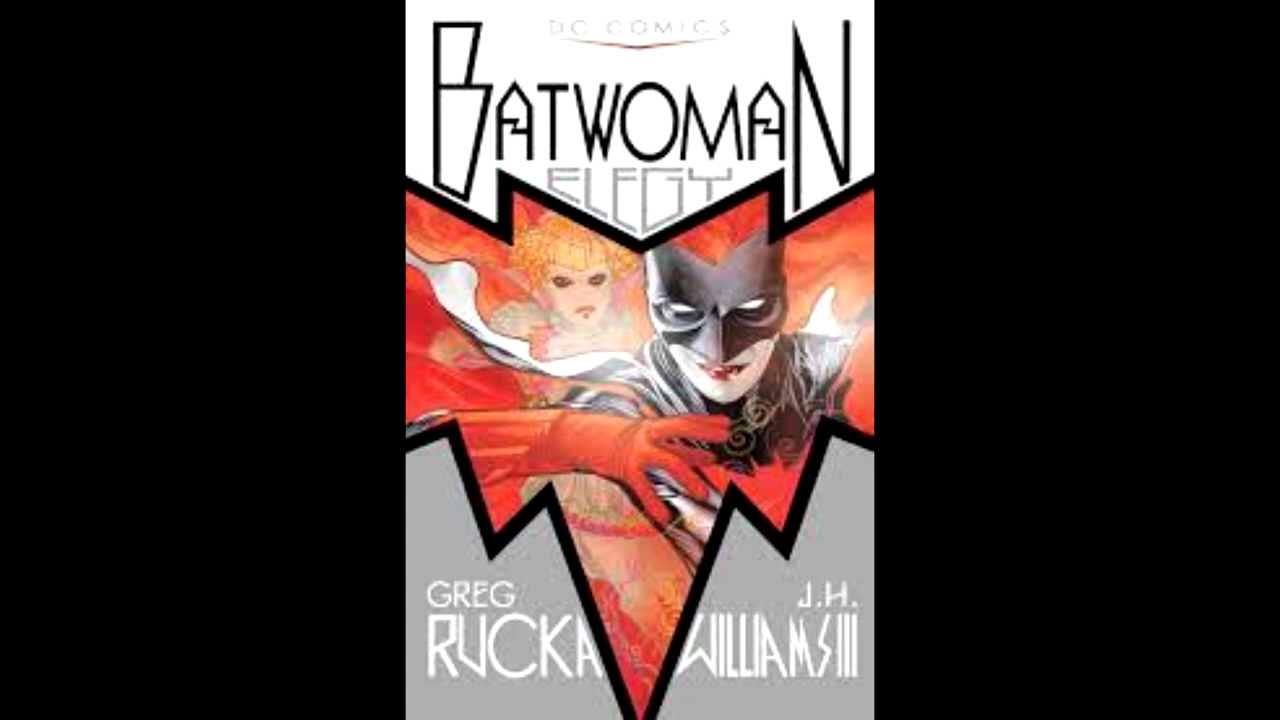 DC COMICS
BATWOMAN
ELEGY
GREG
RUCKA
J.H.
WILLIAMS III